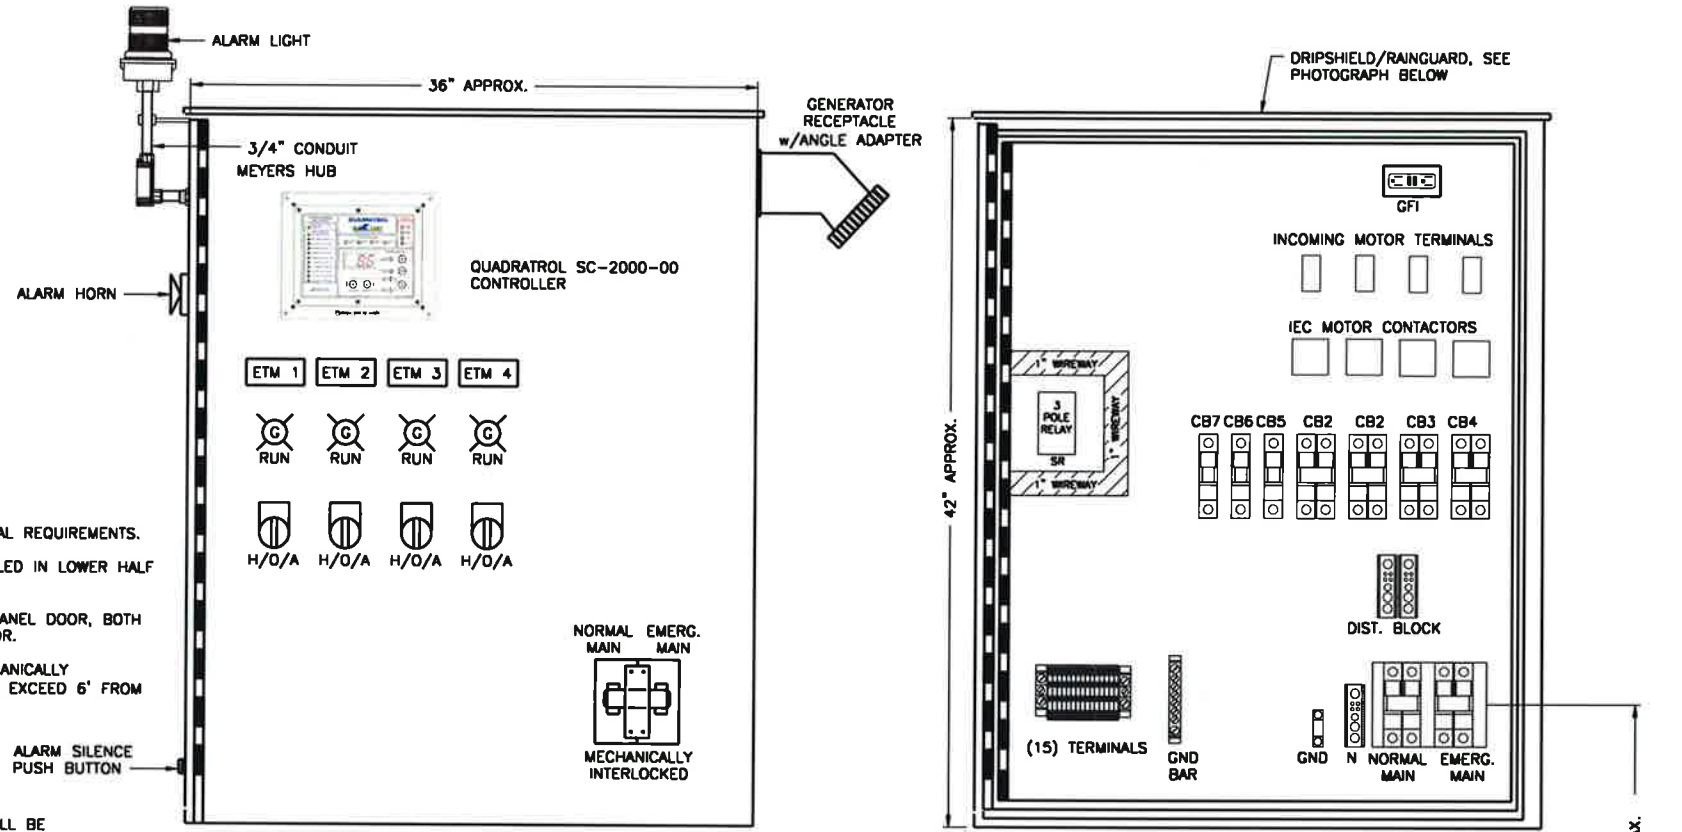 ALARM LIGHT
36" APPROX.
DRIPSHIELD/RAINGUARD, SEE
PHOTOGRAPH BELOW
GENERATOR
RECEPTACLE
w/ANGLE ADAPTER
3/4" CONDUIT
MEYERS HUB
QUADRATROL SC-2000-00
CONTROLLER
ALARM HORN
ETM 1
ETM 2
ETM 3
ETM 4
G
G
G
G
RUN
RUN
RUN
RUN
H/O/A
H/O/A
H/O/A
H/O/A
AL REQUIREMENTS.
LED IN LOWER HALF
ANEL DOOR, BOTH
OR.
ANICALLY
EXCEED 6' FROM
ALARM SILENCE
PUSH BUTTON
LL BE
NORMAL EMERG.
MAIN MAIN
MECHANICALLY
INTERLOCKED
GFI
INCOMING MOTOR TERMINALS
IEC MOTOR CONTACTORS
1" WIREWAY
3
POLE
RELAY
SR
1" WIREWAY
1" WIREWAY
42" APPROX.
CB7 CB6 CB5 CB2 CB2 CB3 CB4
DIST. BLOCK
(15) TERMINALS
GND
BAR
GND
N
NORMAL
MAIN
EMERG.
MAIN
X.